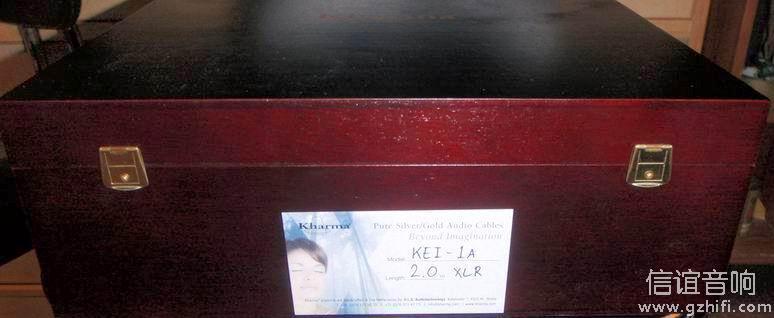 Kharma
Kharma
Pure Silver/Gold Audio Cables
Beyond Imagination
Model: KEI-1A
Length: 2.0 m XLR
信谊音响
www.gzhifi.com